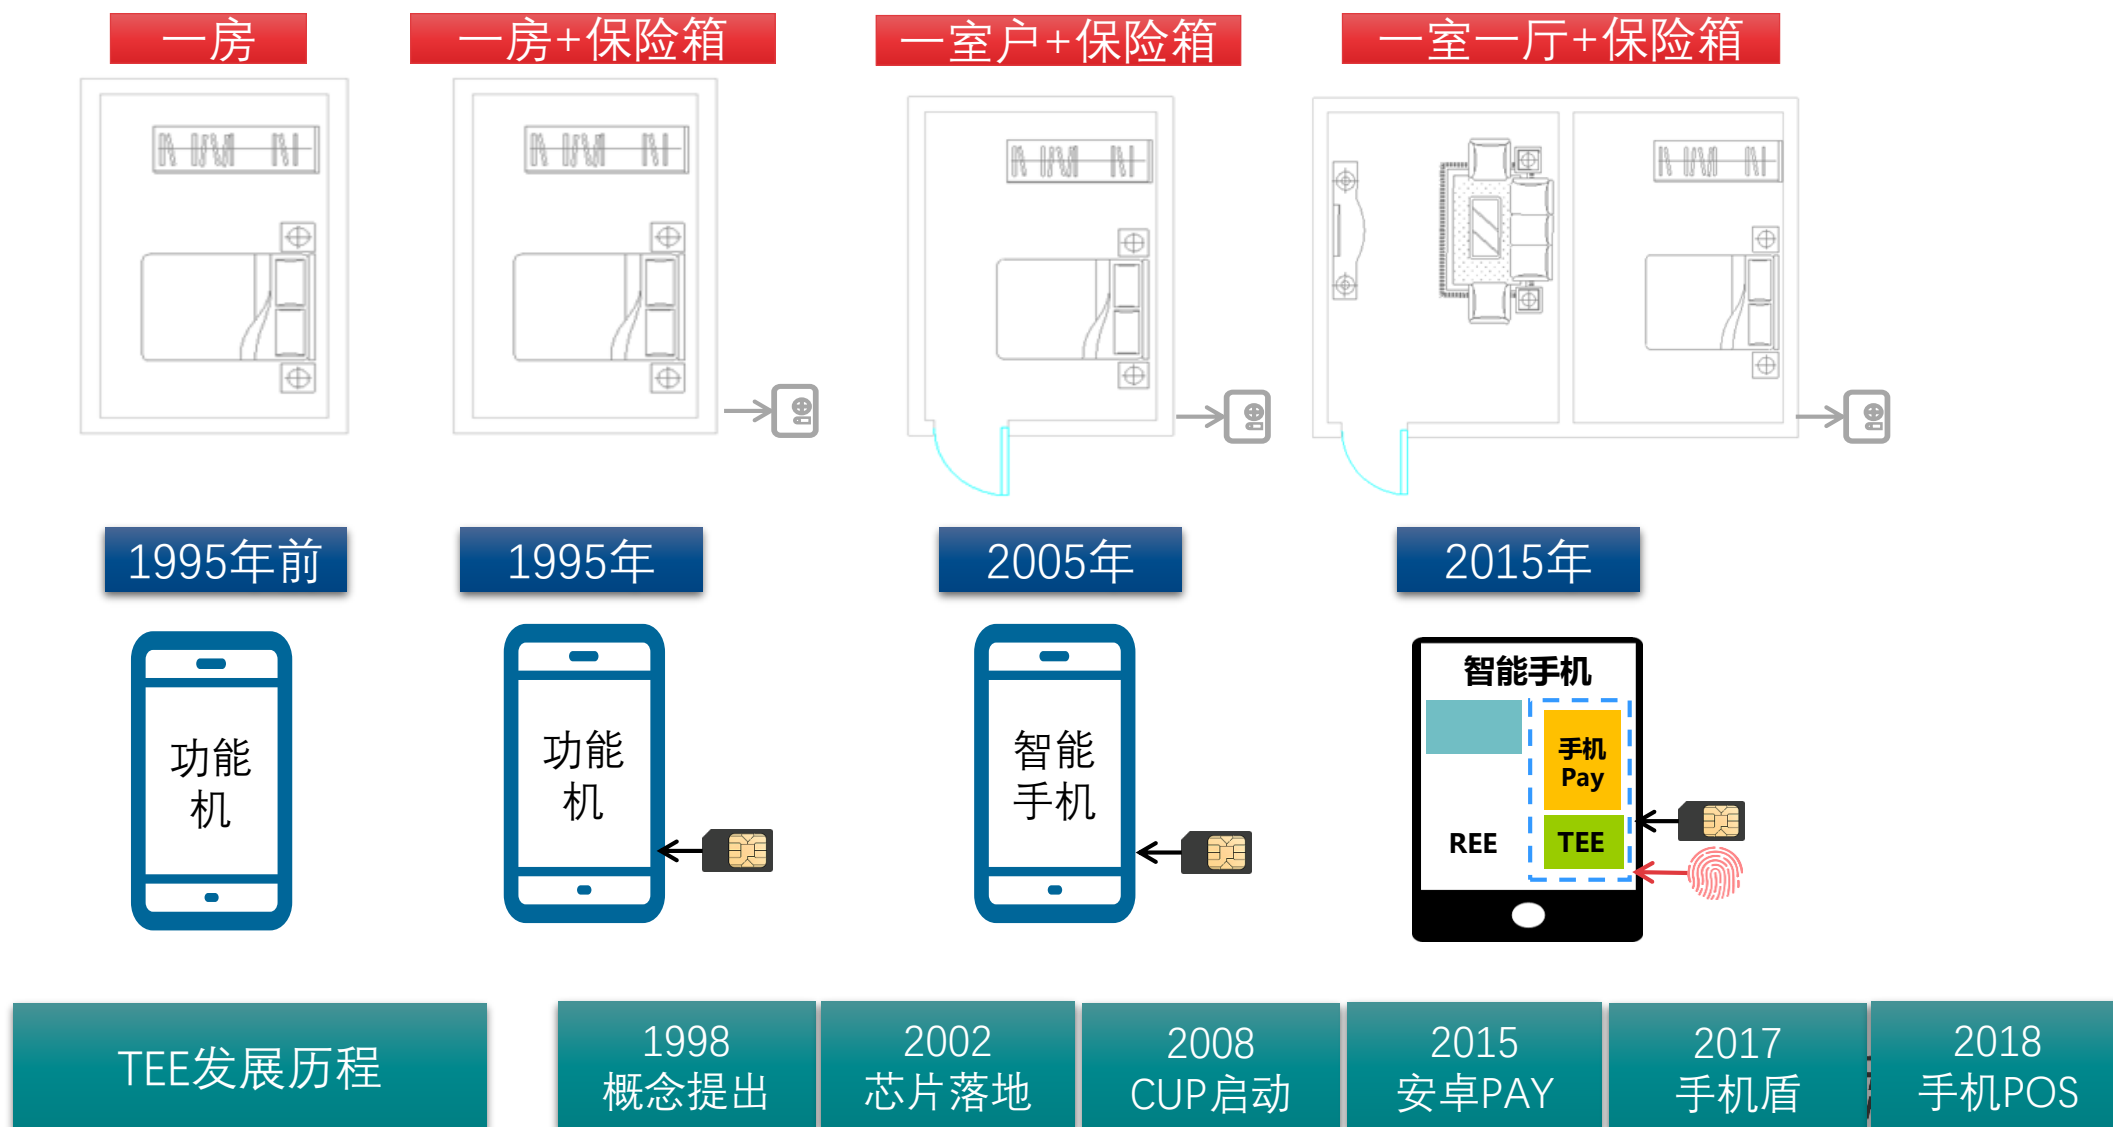 一房
一房+保险箱
一室户+保险箱
一室一厅+保险箱
1995年前
1995年
2005年
2015年
功能
机
功能
机
智能
手机
智能手机
手机
Pay
REE
TEE
TEE发展历程
1998
概念提出
2002
芯片落地
2008
CUP启动
2015
安卓PAY
2017
手机盾
2018
手机POS